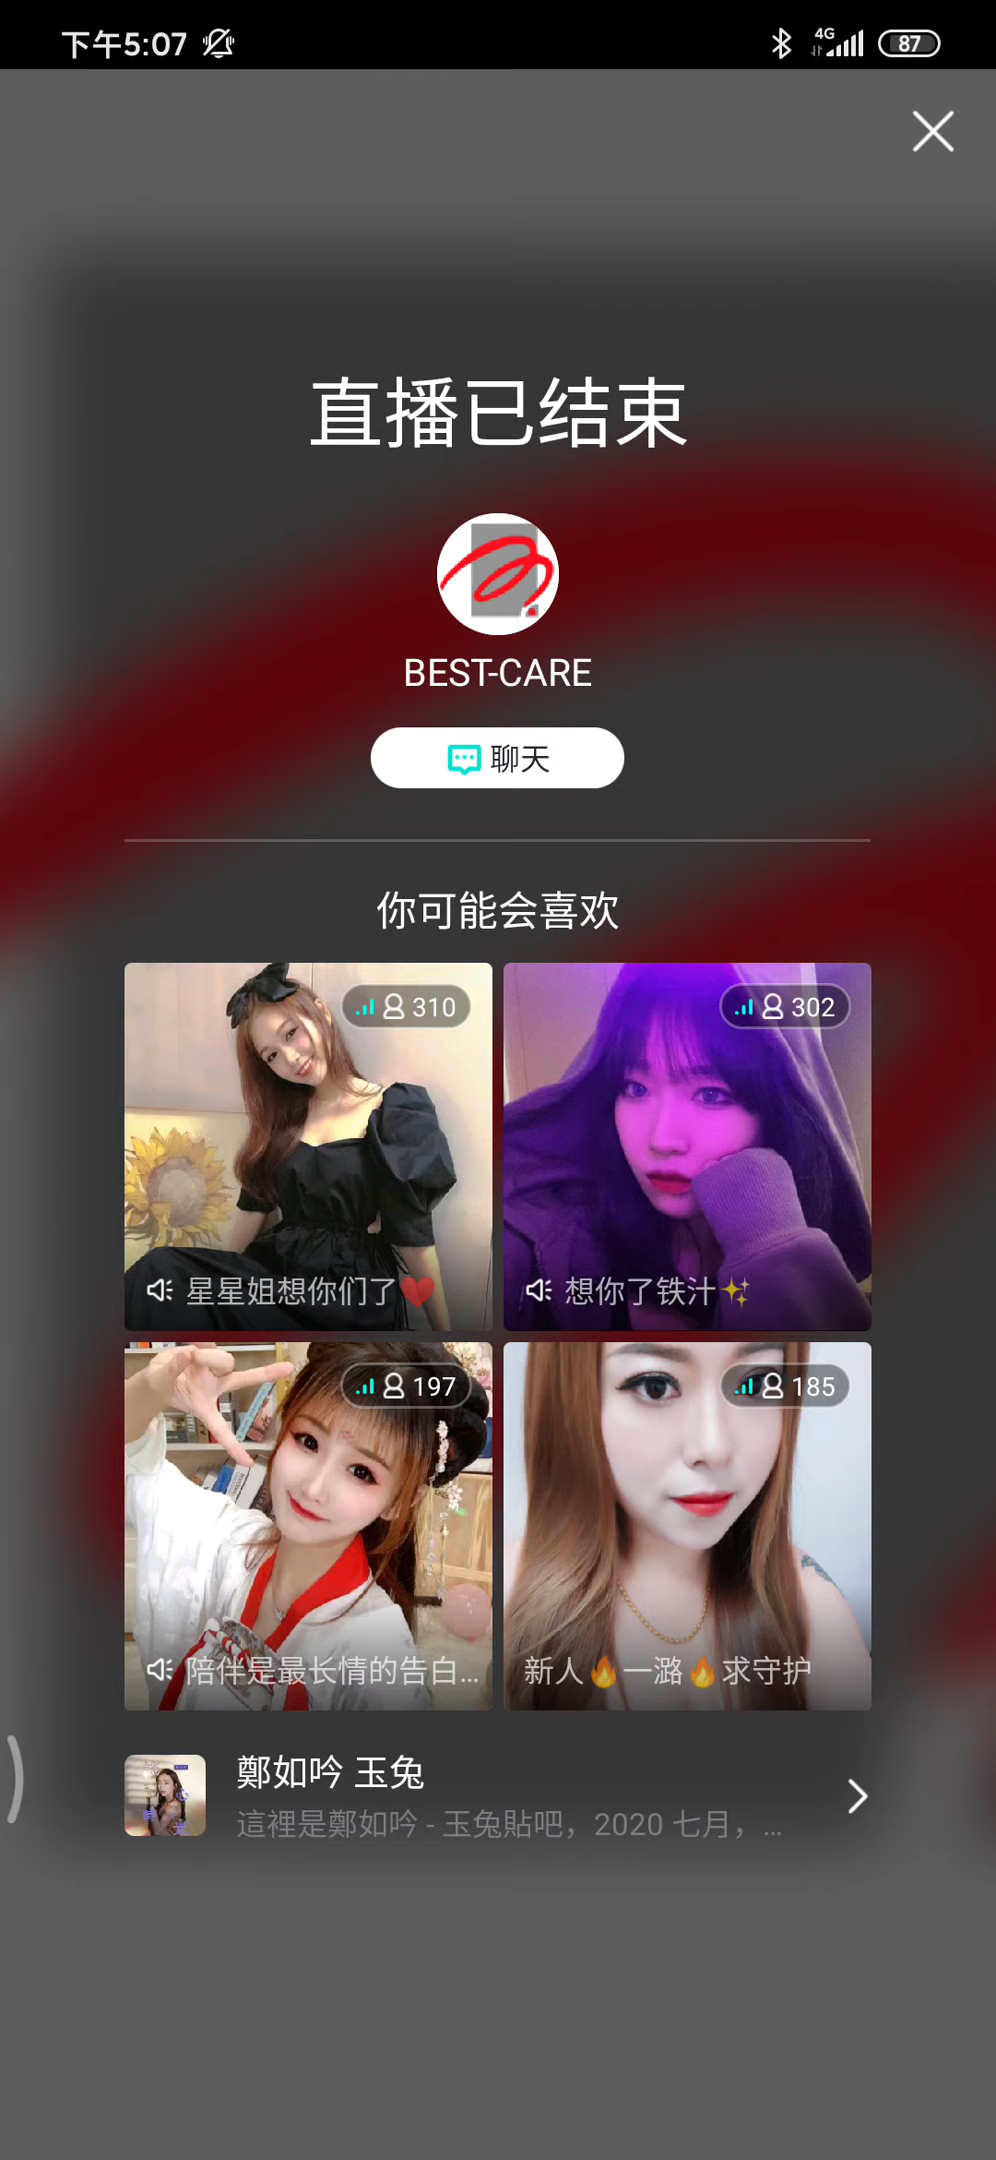 下午5:07
4G
87
直播已结束
BEST-CARE
聊天
你可能会喜欢
310
302
星星姐想你们了❤️
想你了铁汁✨
197
185
陪伴是最长情的告白...
新人🔥一潞🔥求守护
鄭如吟 玉兔
這裡是鄭如吟 - 玉兔貼吧，2020 七月，...